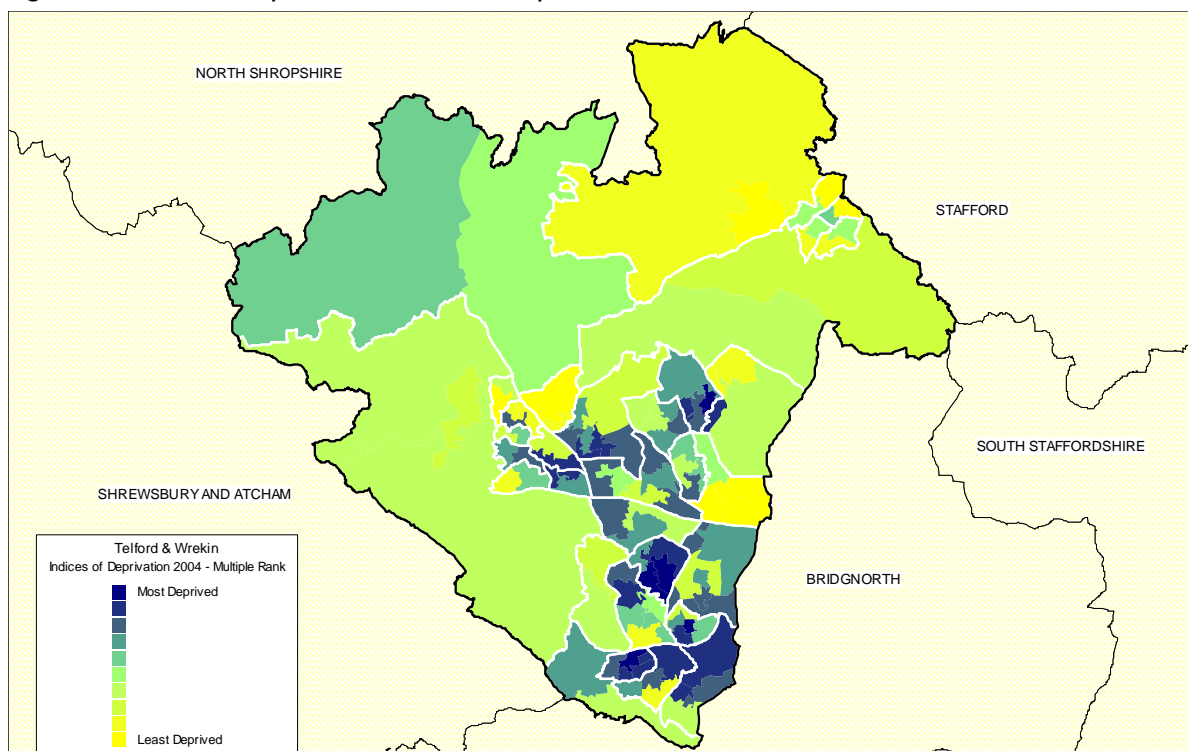 NORTH SHROPSHIRE
STAFFORD
SOUTH STAFFORDSHIRE
SHREWSBURY AND ATCHAM
BRIDGNORTH
Telford & Wrekin
Indices of Deprivation 2004 - Multiple Rank
Most Deprived
Least Deprived